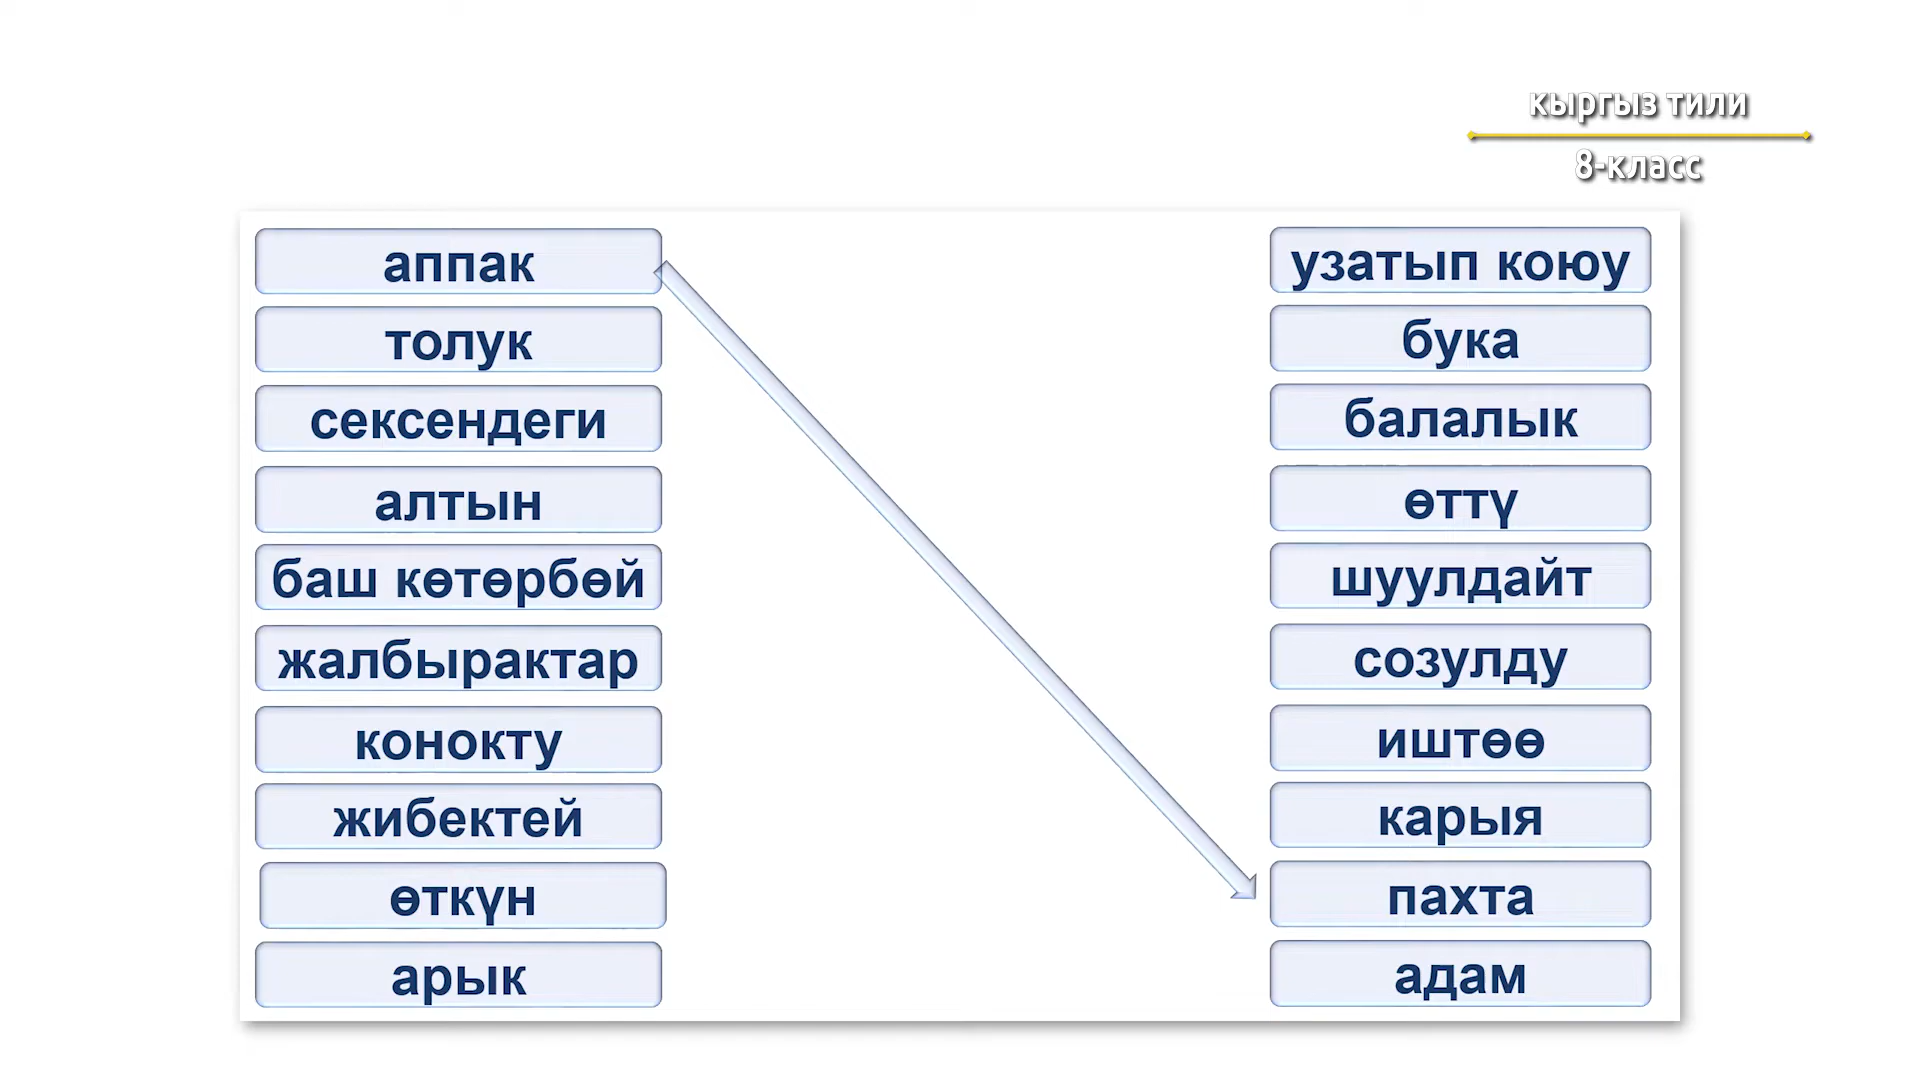 кыргыз тили
8-класс
аппак
толук
сексендеги
алтын
баш көтөрбөй
жалбырактар
конокту
жибектей
өткүн
арык
узатып коюу
бука
балалык
өттү
шуулдайт
созулду
иштөө
карыя
пахта
адам